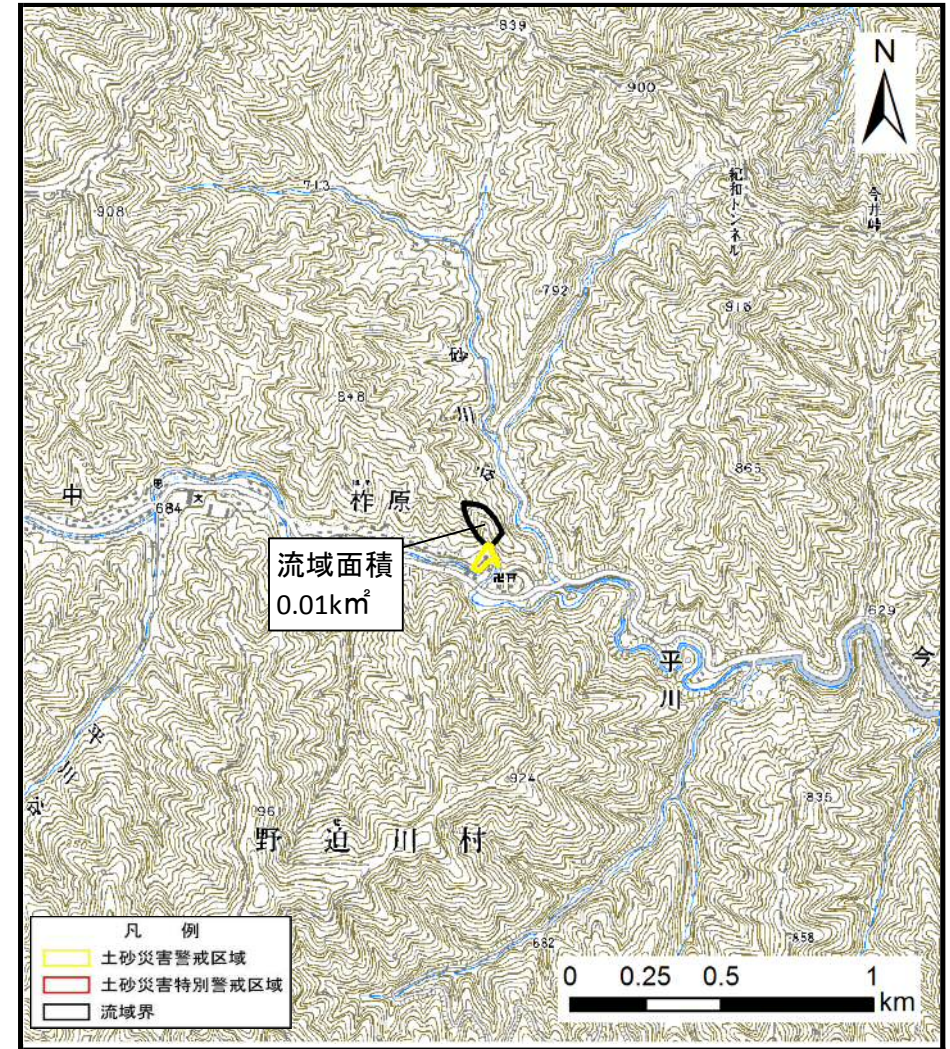 839
N
900
紀和トンネル
今井峠
713
908
792
916
砂川谷
848
865
中
684
柞原
流域面積
0.01k㎡
629
平川
今
平川
924
835
961
野迫川村
凡 例
土砂災害警戒区域
土砂災害特別警戒区域
流域界
682
858
0 0.25 0.5 1
km